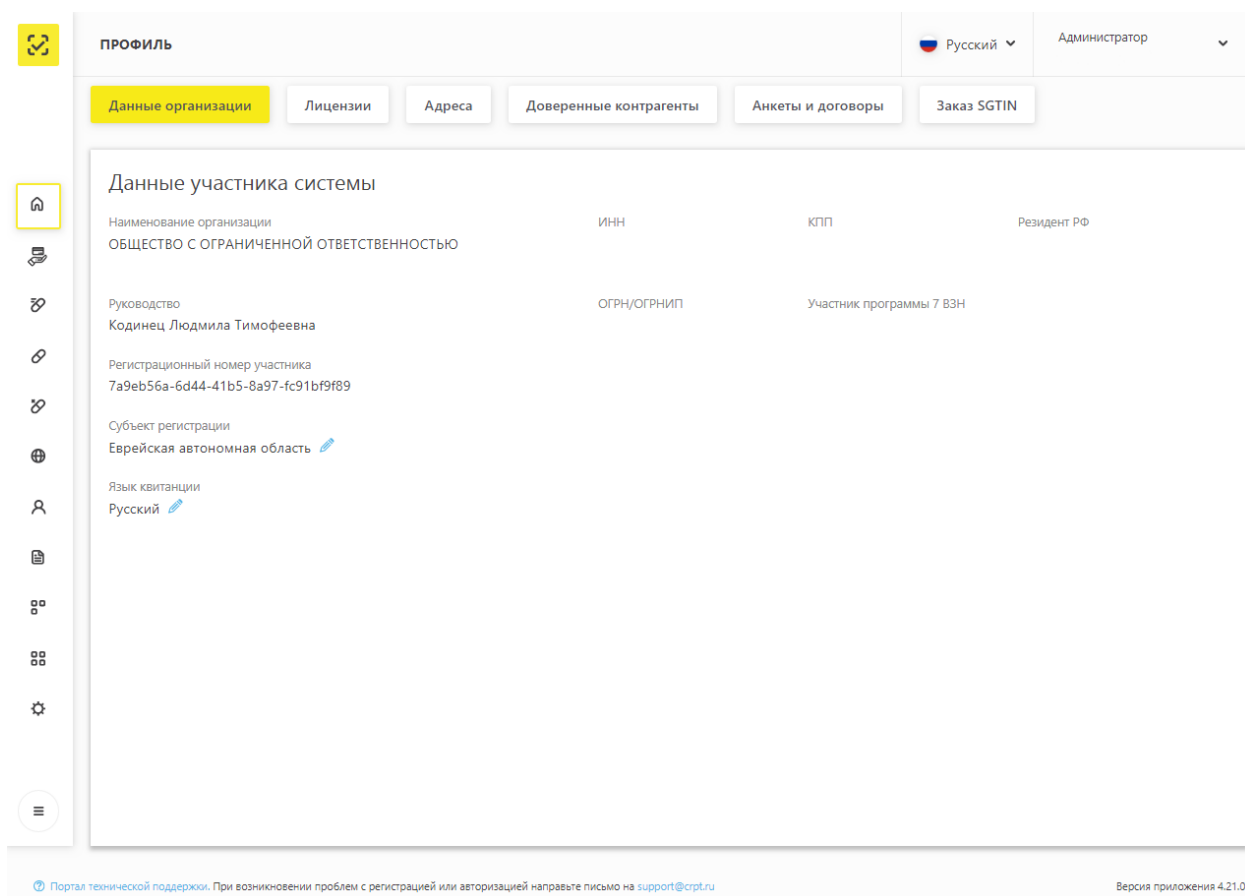 ПРОФИЛЬ
Русский
Администратор
Данные организации
Лицензии
Адреса
Доверенные контрагенты
Анкеты и договоры
Заказ SGTIN
Данные участника системы
Наименование организации
ИНН
КПП
Резидент РФ
ОБЩЕСТВО С ОГРАНИЧЕННОЙ ОТВЕТСТВЕННОСТЬЮ
Руководство
ОГРН/ОГРНИП
Участник программы 7 ВЗН
Кодинец Людмила Тимофеевна
Регистрационный номер участника
7a9eb56a-6d44-41b5-8a97-fc91bf9f89
Субъект регистрации
Еврейская автономная область
Язык квитанции
Русский
Портал технической поддержки. При возникновении проблем с регистрацией или авторизацией направьте письмо на support@crpt.ru
Версия приложения 4.21.0